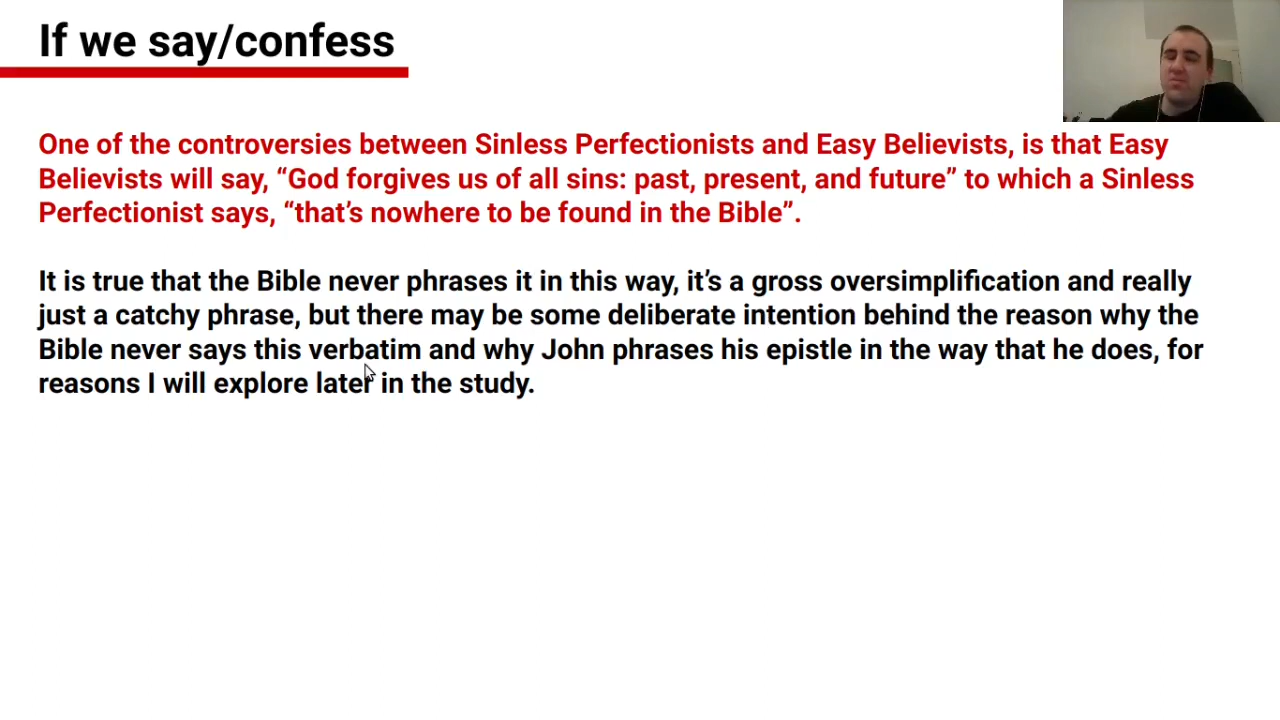 If we say/confess
One of the controversies between Sinless Perfectionists and Easy Believists, is that Easy
Believists will say, “God forgives us of all sins: past, present, and future” to which a Sinless
Perfectionist says, “that’s nowhere to be found in the Bible”.
It is true that the Bible never phrases it in this way, it’s a gross oversimplification and really
just a catchy phrase, but there may be some deliberate intention behind the reason why the
Bible never says this verbatim and why John phrases his epistle in the way that he does, for
reasons I will explore later in the study.